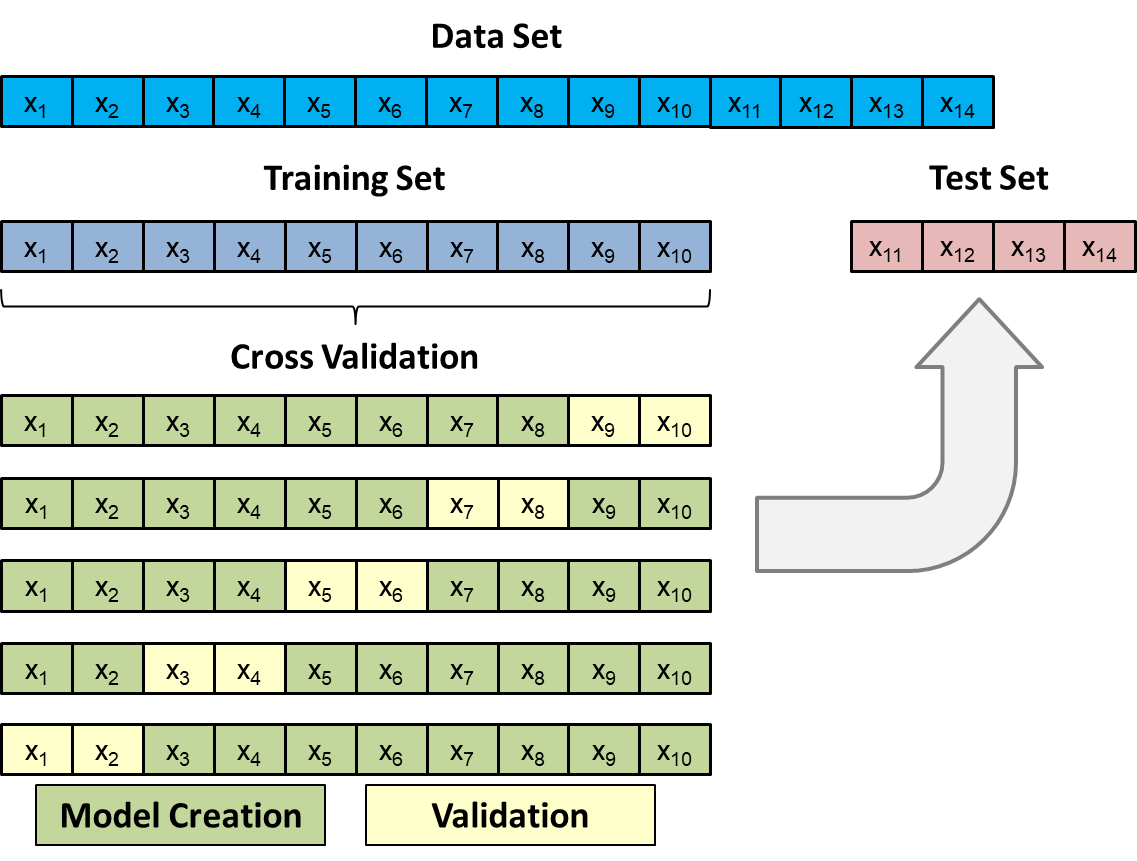 Data Set
x₁ x₂ x₃ x₄ x₅ x₆ x₇ x₈ x₉ x₁₀ x₁₁ x₁₂ x₁₃ x₁₄
Training Set
Test Set
x₁ x₂ x₃ x₄ x₅ x₆ x₇ x₈ x₉ x₁₀
x₁₁ x₁₂ x₁₃ x₁₄
Cross Validation
x₁ x₂ x₃ x₄ x₅ x₆ x₇ x₈ x₉ x₁₀
x₁ x₂ x₃ x₄ x₅ x₆ x₇ x₈ x₉ x₁₀
x₁ x₂ x₃ x₄ x₅ x₆ x₇ x₈ x₉ x₁₀
x₁ x₂ x₃ x₄ x₅ x₆ x₇ x₈ x₉ x₁₀
x₁ x₂ x₃ x₄ x₅ x₆ x₇ x₈ x₉ x₁₀
Model Creation
Validation